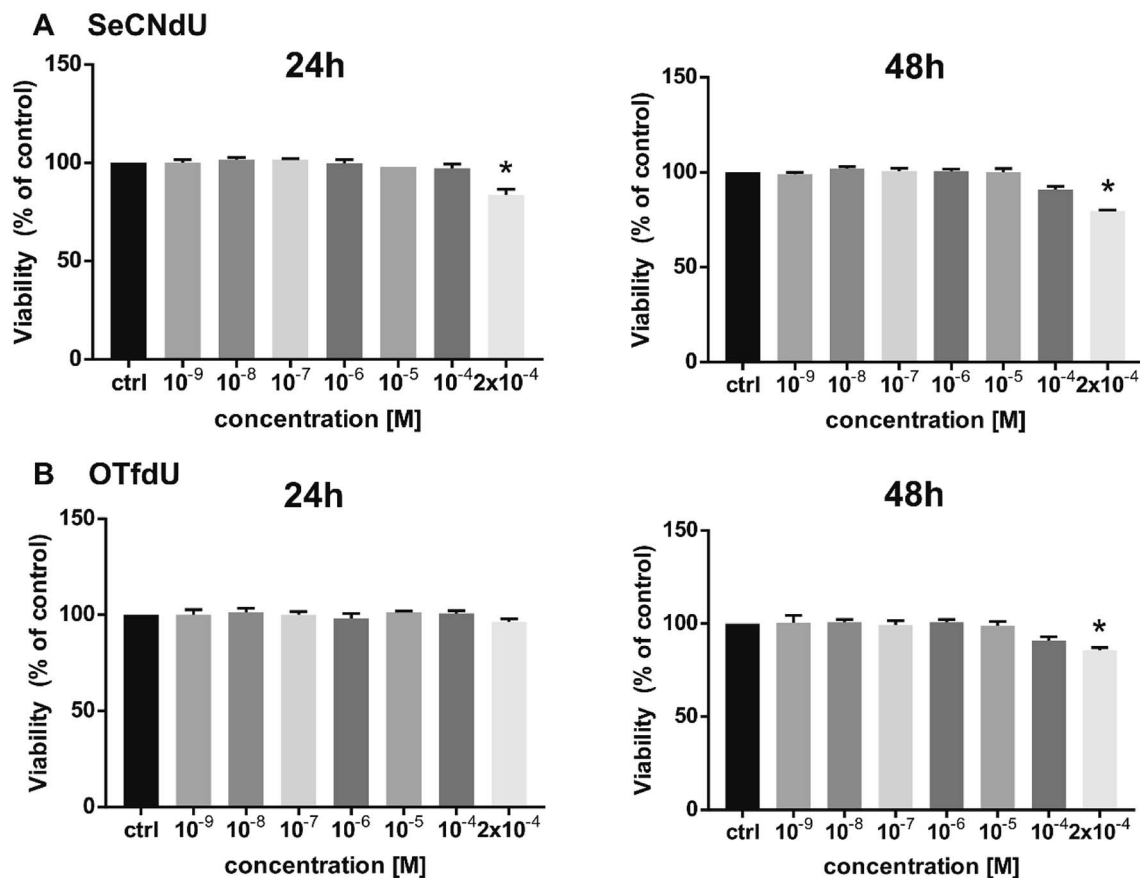 A SeCNdU
24h
Viability (% of control)
150
100
50
0
*
ctrl 10⁻⁹ 10⁻⁸ 10⁻⁷ 10⁻⁶ 10⁻⁵ 10⁻⁴ 2x10⁻⁴
concentration [M]
48h
Viability (% of control)
150
100
50
0
*
ctrl 10⁻⁹ 10⁻⁸ 10⁻⁷ 10⁻⁶ 10⁻⁵ 10⁻⁴ 2x10⁻⁴
concentration [M]
B OTfdU
24h
Viability (% of control)
150
100
50
0
ctrl 10⁻⁹ 10⁻⁸ 10⁻⁷ 10⁻⁶ 10⁻⁵ 10⁻⁴ 2x10⁻⁴
concentration [M]
48h
Viability (% of control)
150
100
50
0
*
ctrl 10⁻⁹ 10⁻⁸ 10⁻⁷ 10⁻⁶ 10⁻⁵ 10⁻⁴ 2x10⁻⁴
concentration [M]